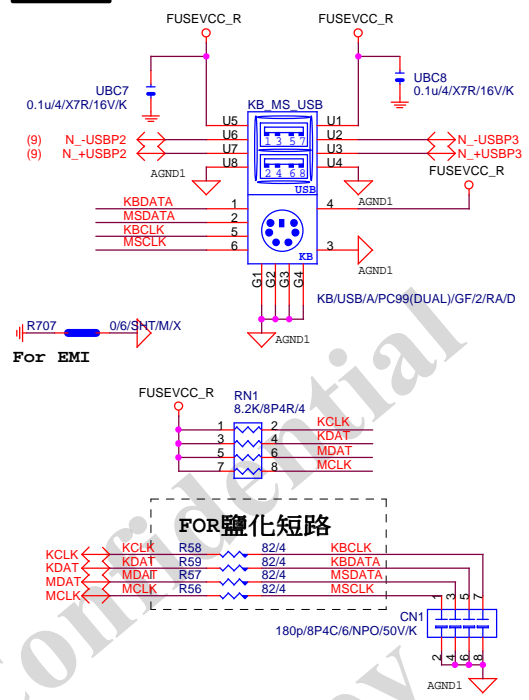 FUSEVCC_R FUSEVCC_R
UBC7
0.1u/4/X7R/16V/K
UBC8
0.1u/4/X7R/16V/K
KB_MS_USB
U5 U1
(9) N_-USBP2 U6 U2 N_-USBP3
(9) N_+USBP2 U7 U3 N_+USBP3
U8 U4
1 3 5 7
2 4 6 8
USB
FUSEVCC_R
AGND1 AGND1
KBDATA 1 4
MSDATA 2
KBCLK 5
MSCLK 6 3
KB
AGND1
G1 G2 G3 G4
KB/USB/A/PC99(DUAL)/GF/2/RA/D
AGND1
R707 0/6/SHT/M/X
For EMI
FUSEVCC_R
RN1
8.2K/8P4R/4
1 2 KCLK
3 4 KDAT
5 6 MDAT
7 8 MCLK
FOR鹽化短路
KCLK KCLK R58 82/4 KBCLK
KDAT KDAT R59 82/4 KBDATA
MDAT MDAT R57 82/4 MSDATA
MCLK MCLK R56 82/4 MSCLK
1 3 5 7
CN1
180p/8P4C/6/NPO/50V/K
2 4 6 8
AGND1
Confidential